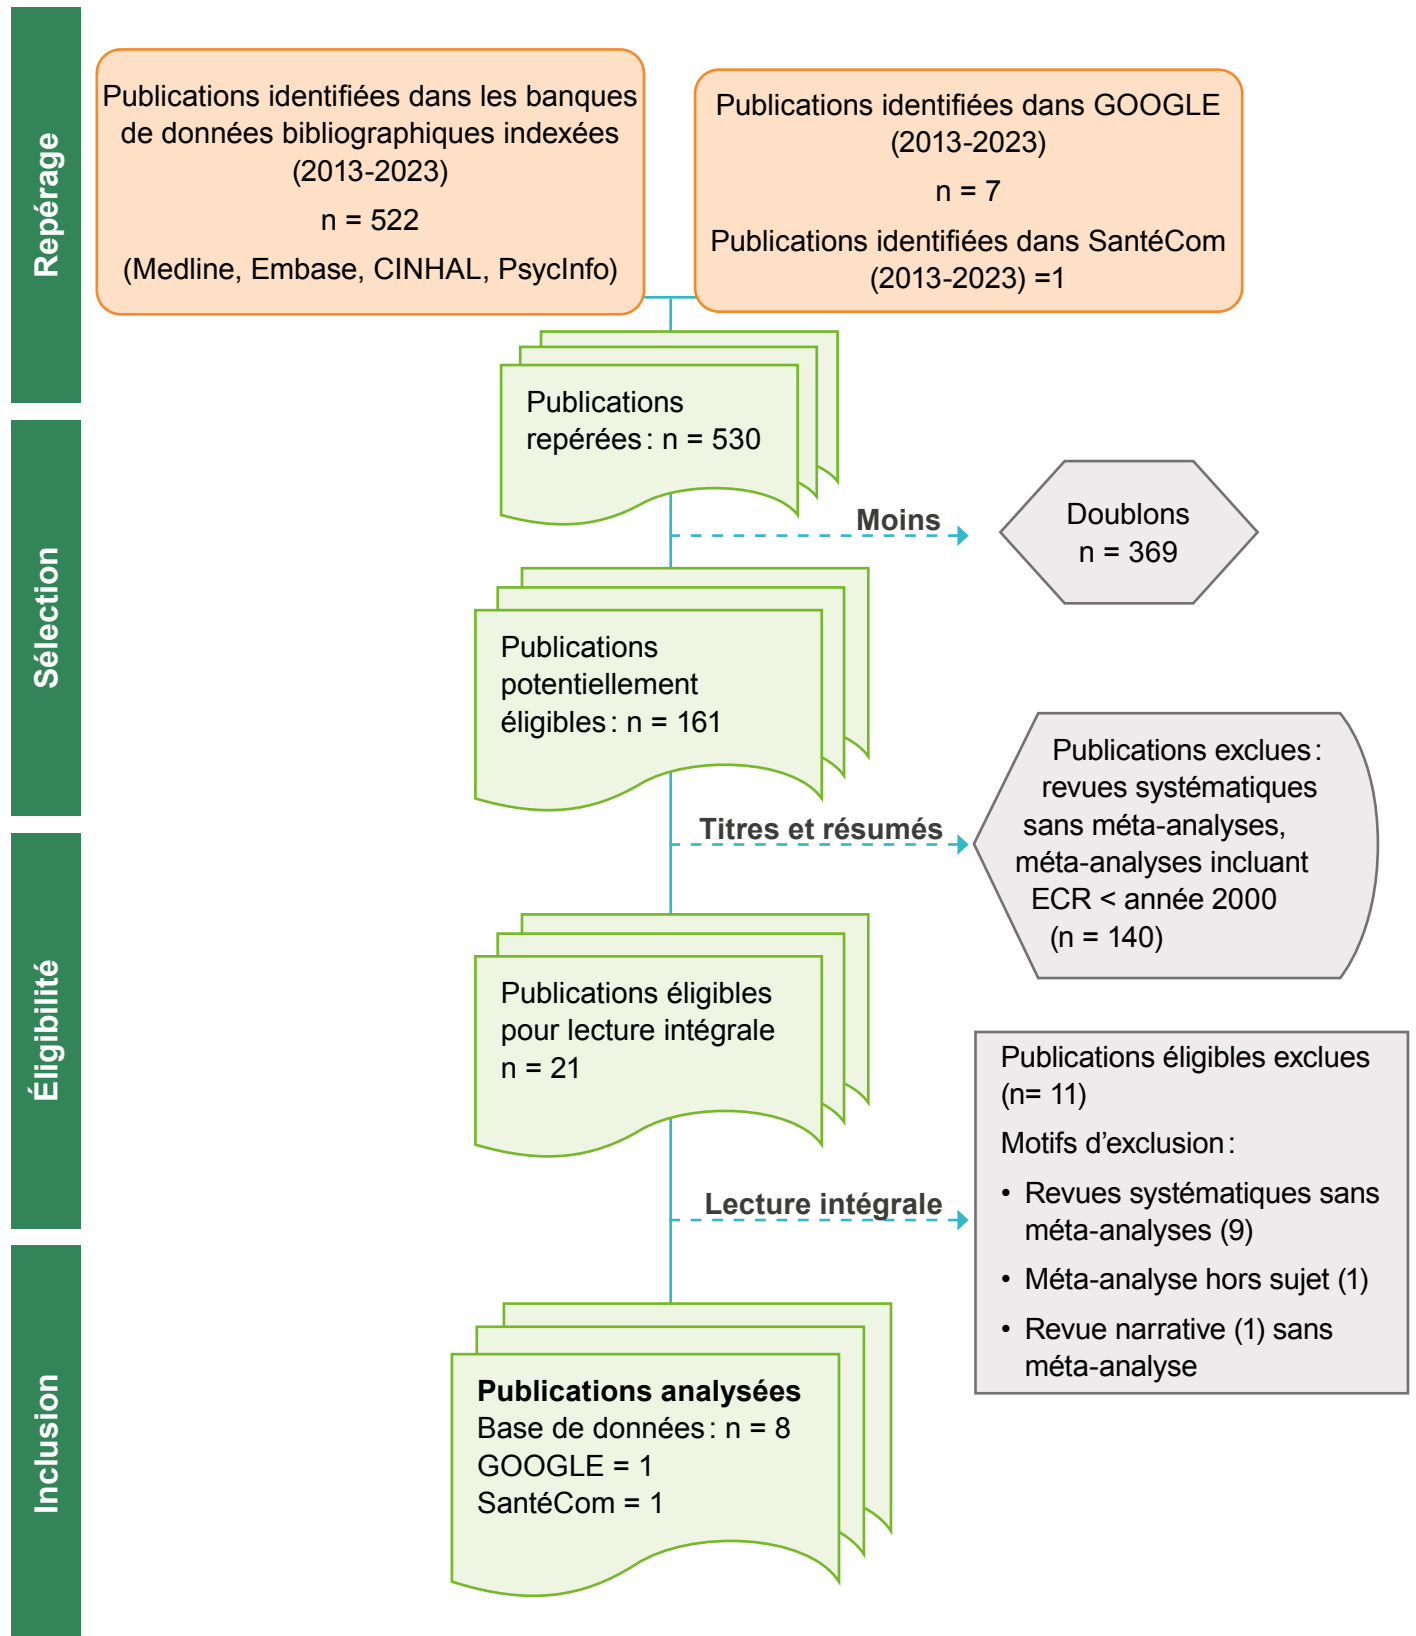 Repérage
Publications identifiées dans les banques
de données bibliographiques indexées
(2013-2023)
n = 522
(Medline, Embase, CINHAL, PsycInfo)
Publications identifiées dans GOOGLE
(2013-2023)
n = 7
Publications identifiées dans SantéCom
(2013-2023) =1
Publications
repérées : n = 530
Sélection
Moins
Doublons
n = 369
Publications
potentiellement
éligibles : n = 161
Titres et résumés
Publications exclues :
revues systématiques
sans méta-analyses,
méta-analyses incluant
ECR < année 2000
(n = 140)
Éligibilité
Publications éligibles
pour lecture intégrale
n = 21
Lecture intégrale
Publications éligibles exclues
(n= 11)
Motifs d'exclusion :
• Revues systématiques sans
méta-analyses (9)
• Méta-analyse hors sujet (1)
• Revue narrative (1) sans
méta-analyse
Inclusion
Publications analysées
Base de données : n = 8
GOOGLE = 1
SantéCom = 1